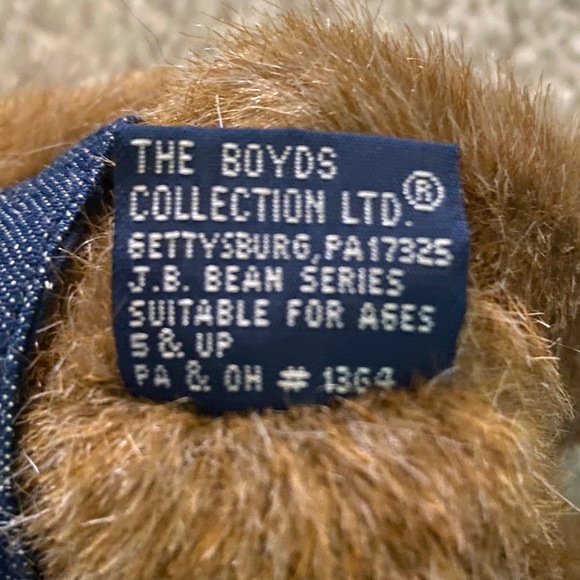 THE BOYDS
COLLECTION LTD.®
GETTYSBURG, PA 17325
J.B. BEAN SERIES
SUITABLE FOR AGES
5 & UP
PA & OH # 1364